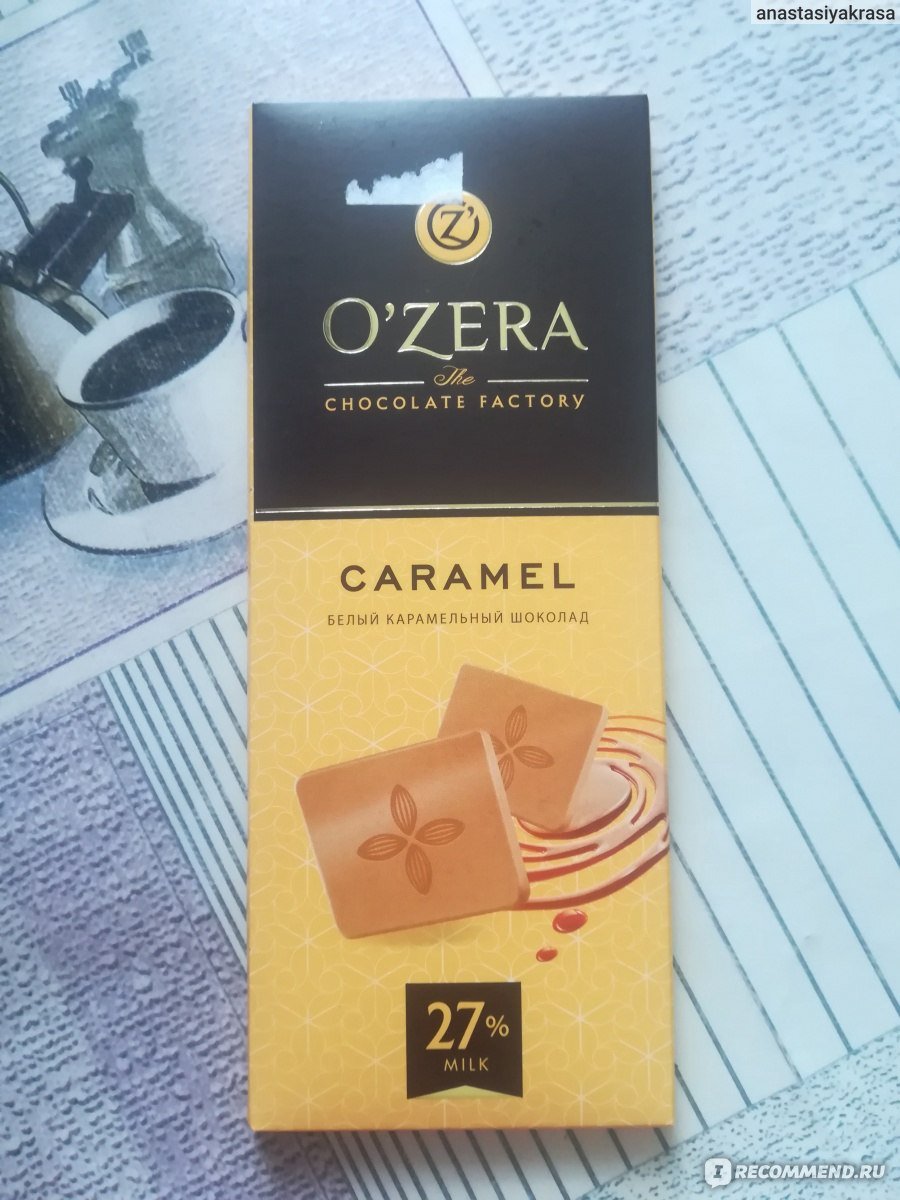 anastasiyakrasa
Z'
O'ZERA
The
CHOCOLATE FACTORY
CARAMEL
БЕЛЫЙ КАРАМЕЛЬНЫЙ ШОКОЛАД
27%
MILK
I RECOMMEND.RU